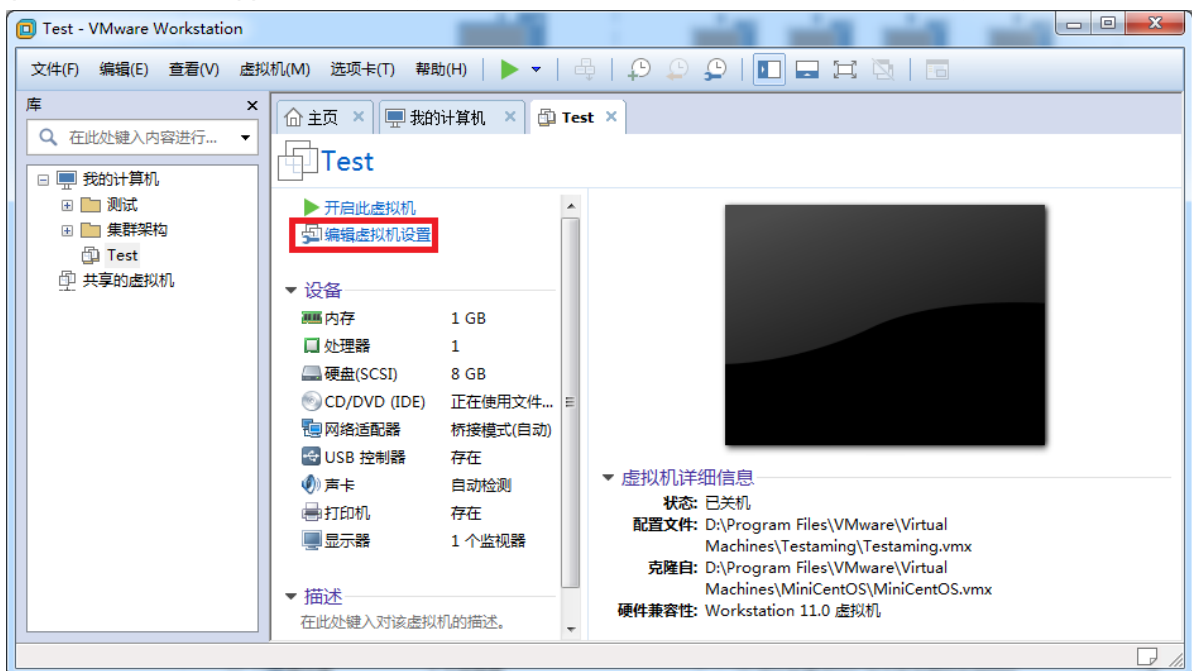 Test - VMware Workstation
文件(F) 编辑(E) 查看(V) 虚拟机(M) 选项卡(T) 帮助(H)
库
在此处键入内容进行...
我的计算机
测试
集群架构
Test
共享的虚拟机
主页 我的计算机 Test
Test
开启此虚拟机
编辑虚拟机设置
设备
内存 1 GB
处理器 1
硬盘(SCSI) 8 GB
CD/DVD (IDE) 正在使用文件...
网络适配器 桥接模式(自动)
USB 控制器 存在
声卡 自动检测
打印机 存在
显示器 1 个监视器
描述
在此处键入对该虚拟机的描述。
虚拟机详细信息
状态: 已关机
配置文件: D:\Program Files\VMware\Virtual
Machines\Testaming\Testaming.vmx
克隆自: D:\Program Files\VMware\Virtual
Machines\MiniCentOS\MiniCentOS.vmx
硬件兼容性: Workstation 11.0 虚拟机